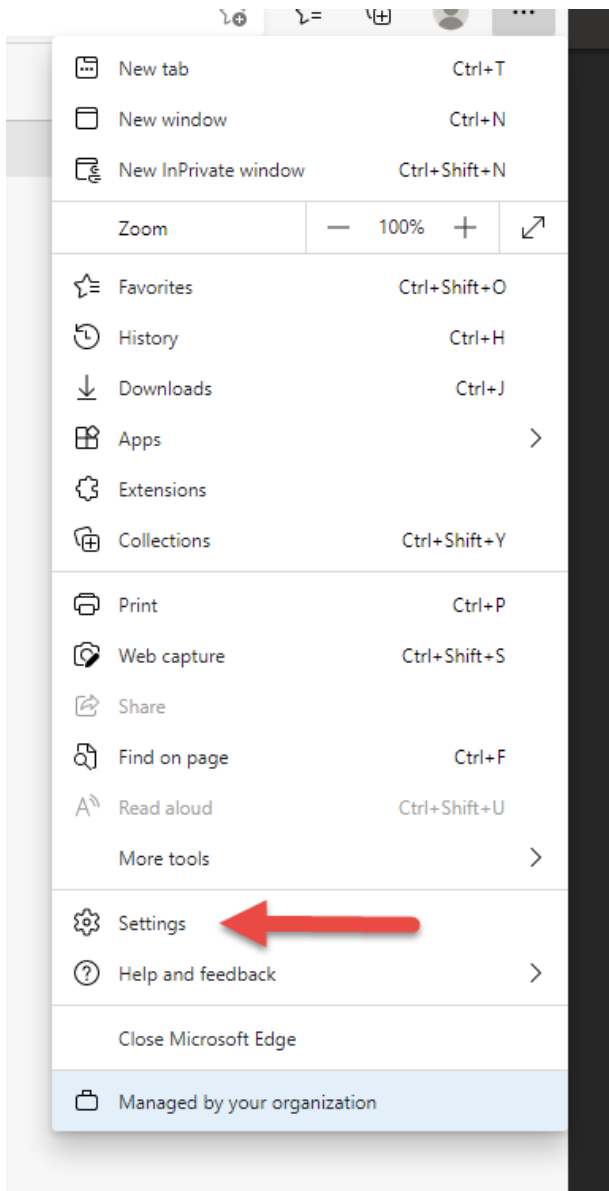 New tab Ctrl+T
New window Ctrl+N
New InPrivate window Ctrl+Shift+N
Zoom — 100% +
Favorites Ctrl+Shift+O
History Ctrl+H
Downloads Ctrl+J
Apps
Extensions
Collections Ctrl+Shift+Y
Print Ctrl+P
Web capture Ctrl+Shift+S
Share
Find on page Ctrl+F
Read aloud Ctrl+Shift+U
More tools
Settings
Help and feedback
Close Microsoft Edge
Managed by your organization